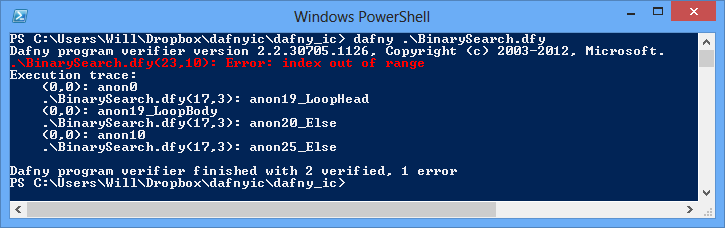 Windows PowerShell
PS C:\Users\Will\Dropbox\dafnyic\dafny_ic> dafny .\BinarySearch.dfy
Dafny program verifier version 2.2.30705.1126, Copyright (c) 2003-2012, Microsoft.
.\BinarySearch.dfy(23,10): Error: index out of range
Execution trace:
    (0,0): anon0
    .\BinarySearch.dfy(17,3): anon19_LoopHead
    (0,0): anon19_LoopBody
    .\BinarySearch.dfy(17,3): anon20_Else
    (0,0): anon10
    .\BinarySearch.dfy(17,3): anon25_Else
Dafny program verifier finished with 2 verified, 1 error
PS C:\Users\Will\Dropbox\dafnyic\dafny_ic>